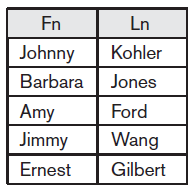 Fn Ln
Johnny Kohler
Barbara Jones
Amy Ford
Jimmy Wang
Ernest Gilbert